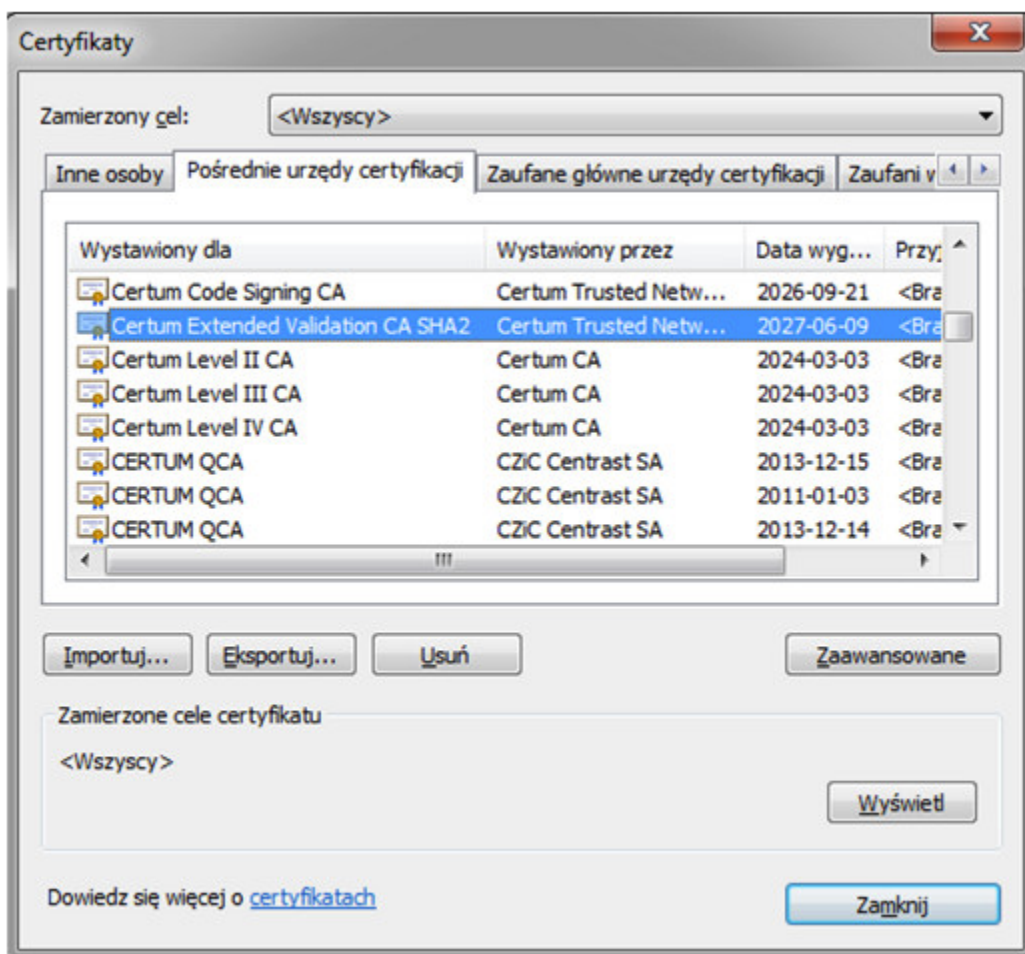 Certyfikaty
Zamierzony cel: <Wszyscy>
Inne osoby Pośrednie urzędy certyfikacji Zaufane główne urzędy certyfikacji Zaufani
Wystawiony dla Wystawiony przez Data wyg... Przyj
Certum Code Signing CA Certum Trusted Netw... 2026-09-21 <Bra
Certum Extended Validation CA SHA2 Certum Trusted Netw... 2027-06-09 <Bra
Certum Level II CA Certum CA 2024-03-03 <Bra
Certum Level III CA Certum CA 2024-03-03 <Bra
Certum Level IV CA Certum CA 2024-03-03 <Bra
CERTUM QCA CZiC Centrast SA 2013-12-15 <Bra
CERTUM QCA CZiC Centrast SA 2011-01-03 <Bra
CERTUM QCA CZiC Centrast SA 2013-12-14 <Bra
Importuj... Eksportuj... Usuń Zaawansowane
Zamierzone cele certyfikatu
<Wszyscy>
Wyświetl
Dowiedz się więcej o certyfikatach
Zamknij